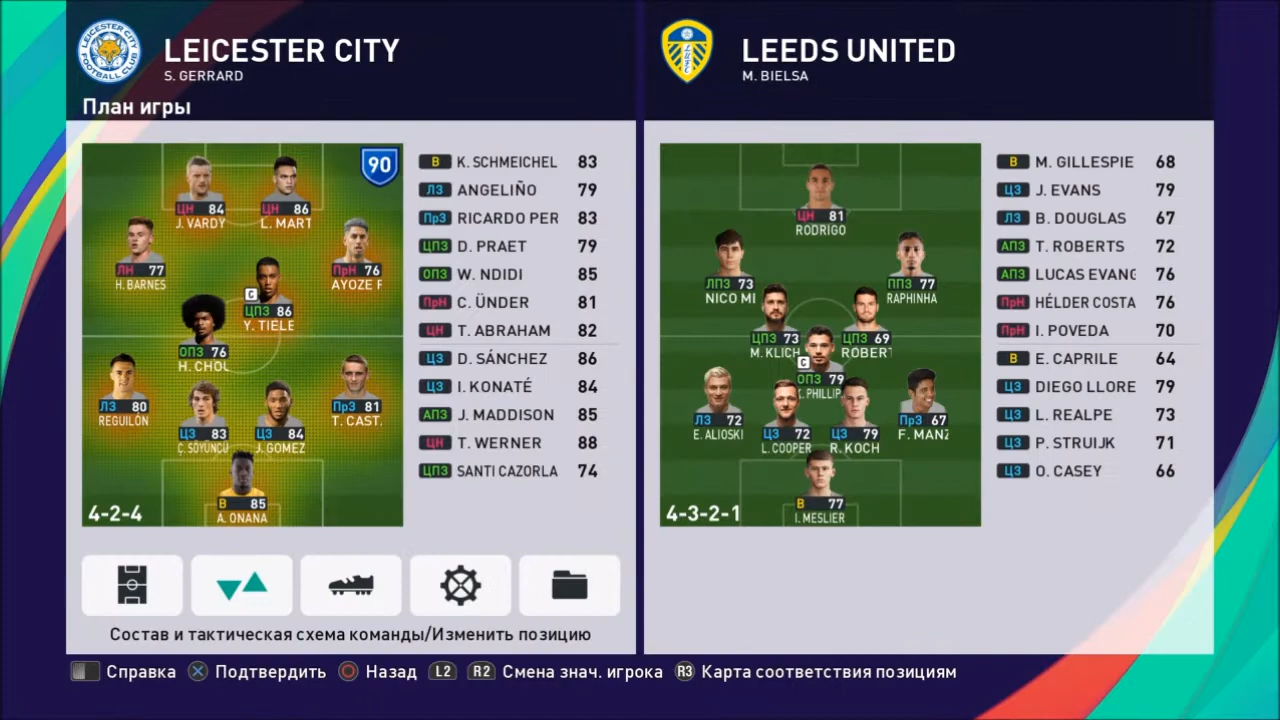 LEICESTER CITY
S. GERRARD
План игры
90
ЦН 84
J. VARDY
ЦН 86
L. MART
ЛН 77
H. BARNES
ПрН 76
AYOZE P
C
ЦПЗ 86
Y. TIELE
ОПЗ 76
H. CHOU
ЛЗ 80
REGUILÓN
ПрЗ 81
T. CAST.
ЦЗ 83
Ç. SÖYÜNCÜ
ЦЗ 84
J. GOMEZ
В 85
A. ONANA
4-2-4
В K. SCHMEICHEL 83
ЛЗ ANGELIÑO 79
ПрЗ RICARDO PER 83
ЦПЗ D. PRAET 79
ОПЗ W. NDIDI 85
ПрН C. ÜNDER 81
ЦН T. ABRAHAM 82
ЦЗ D. SÁNCHEZ 86
ЦЗ I. KONATÉ 84
АПЗ J. MADDISON 85
ЦН T. WERNER 88
ЦПЗ SANTI CAZORLA 74
Состав и тактическая схема команды/Изменить позицию
LEEDS UNITED
M. BIELSA
ЦН 81
RODRIGO
ЛПЗ 73
NICO MI
ППЗ 77
RAPHINHA
ЦПЗ 73
M. KLICH
ЦПЗ 69
ROBERT
C
ОПЗ 79
K. PHILLIP
ЛЗ 72
E. ALIOSKI
ЦЗ 72
L. COOPER
ЦЗ 79
R. KOCH
ПрЗ 67
F. MANZ
В 77
I. MESLIER
4-3-2-1
В M. GILLESPIE 68
ЦЗ J. EVANS 79
ЛЗ B. DOUGLAS 67
АПЗ T. ROBERTS 72
АПЗ LUCAS EVANG 76
ПрН HÉLDER COSTA 76
ПрН I. POVEDA 70
В E. CAPRILE 64
ЦЗ DIEGO LLORE 79
ЦЗ L. REALPE 73
ЦЗ P. STRUIJK 71
ЦЗ O. CASEY 66
Справка Подтвердить Назад L2 R2 Смена знач. игрока R3 Карта соответствия позициям